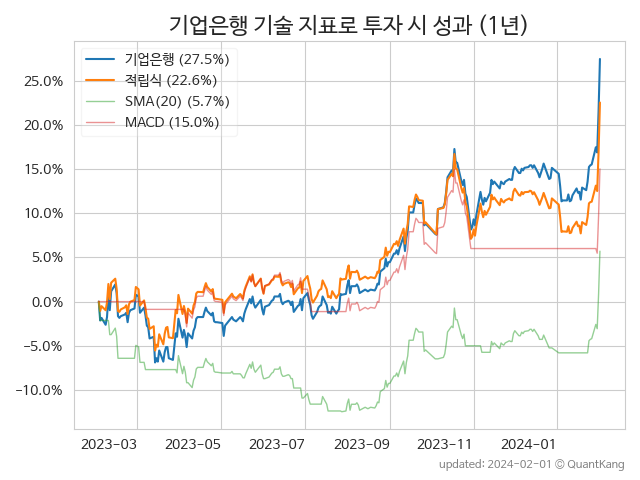 기업은행 기술 지표로 투자 시 성과 (1년)
기업은행 (27.5%)
적립식 (22.6%)
SMA(20) (5.7%)
MACD (15.0%)
25.0%
20.0%
15.0%
10.0%
5.0%
0.0%
−5.0%
−10.0%
2023-03 2023-05 2023-07 2023-09 2023-11 2024-01
updated: 2024-02-01 © QuantKang